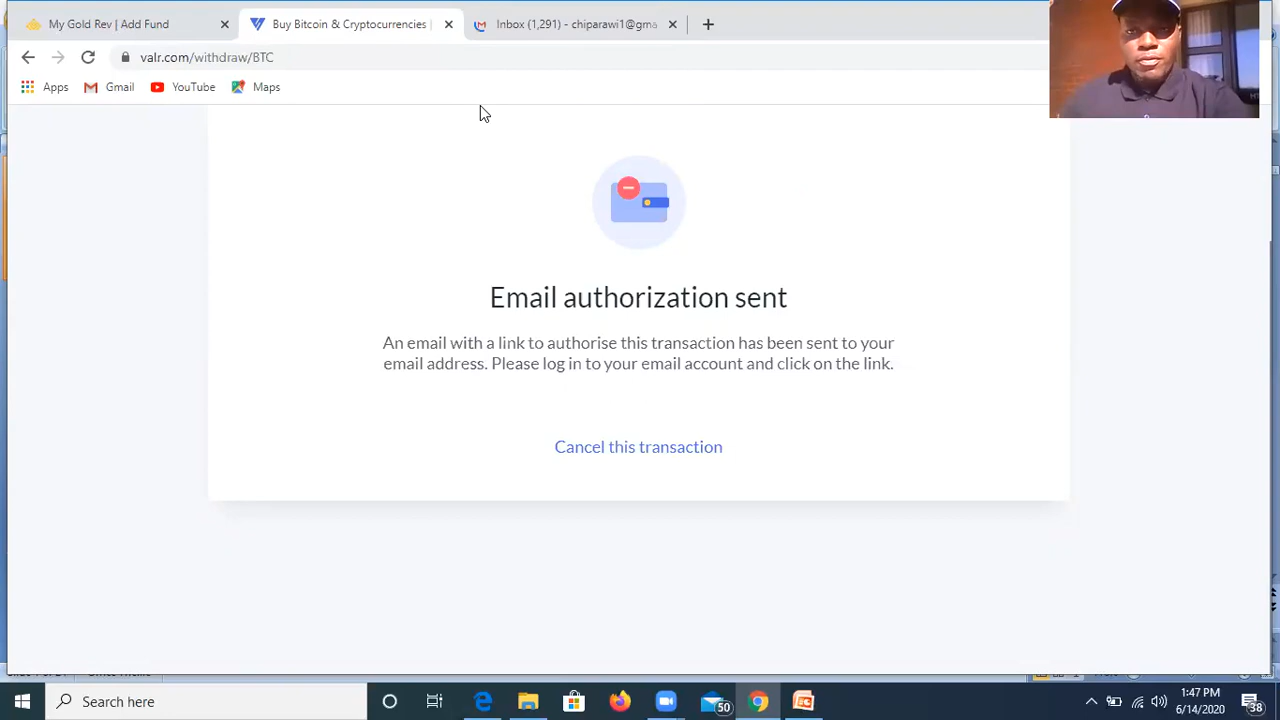 My Gold Rev | Add Fund
Buy Bitcoin & Cryptocurrencies |
Inbox (1,291) - chiparawi1@gma
valr.com/withdraw/BTC
Apps
Gmail
YouTube
Maps
Email authorization sent
An email with a link to authorise this transaction has been sent to your
email address. Please log in to your email account and click on the link.
Cancel this transaction
Search here
50
1:47 PM
6/14/2020
38